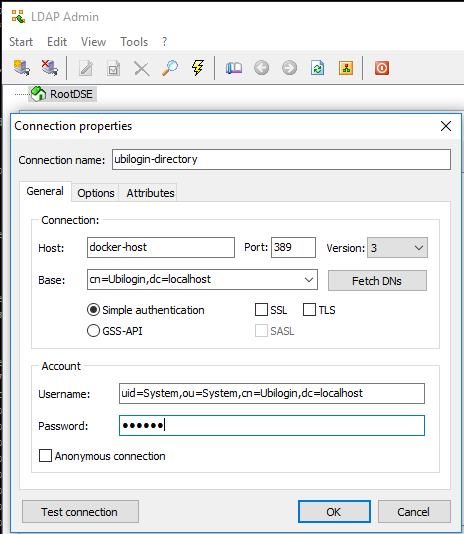 LDAP Admin
Start Edit View Tools ?
RootDSE
Connection properties
Connection name: ubilogin-directory
General Options Attributes
Connection:
Host: docker-host Port: 389 Version: 3
Base: cn=Ubilogin,dc=localhost Fetch DNs
Simple authentication SSL TLS
GSS-API SASL
Account
Username: uid=System,ou=System,cn=Ubilogin,dc=localhost
Password: ●●●●●●
Anonymous connection
Test connection OK Cancel